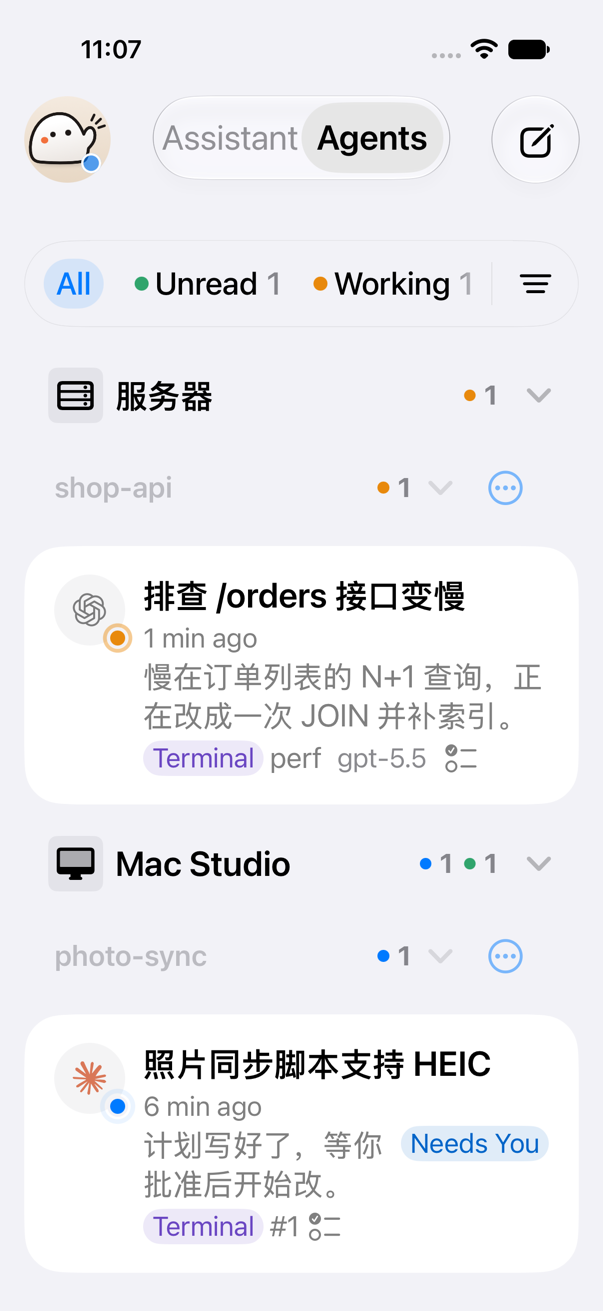 11:07
Assistant Agents
All Unread 1 Working 1
服务器 1
shop-api 1
排查 /orders 接口变慢
1 min ago
慢在订单列表的 N+1 查询，正
在改成一次 JOIN 并补索引。
Terminal perf gpt-5.5
Mac Studio 1 1
photo-sync 1
照片同步脚本支持 HEIC
6 min ago
计划写好了，等你 Needs You
批准后开始改。
Terminal #1